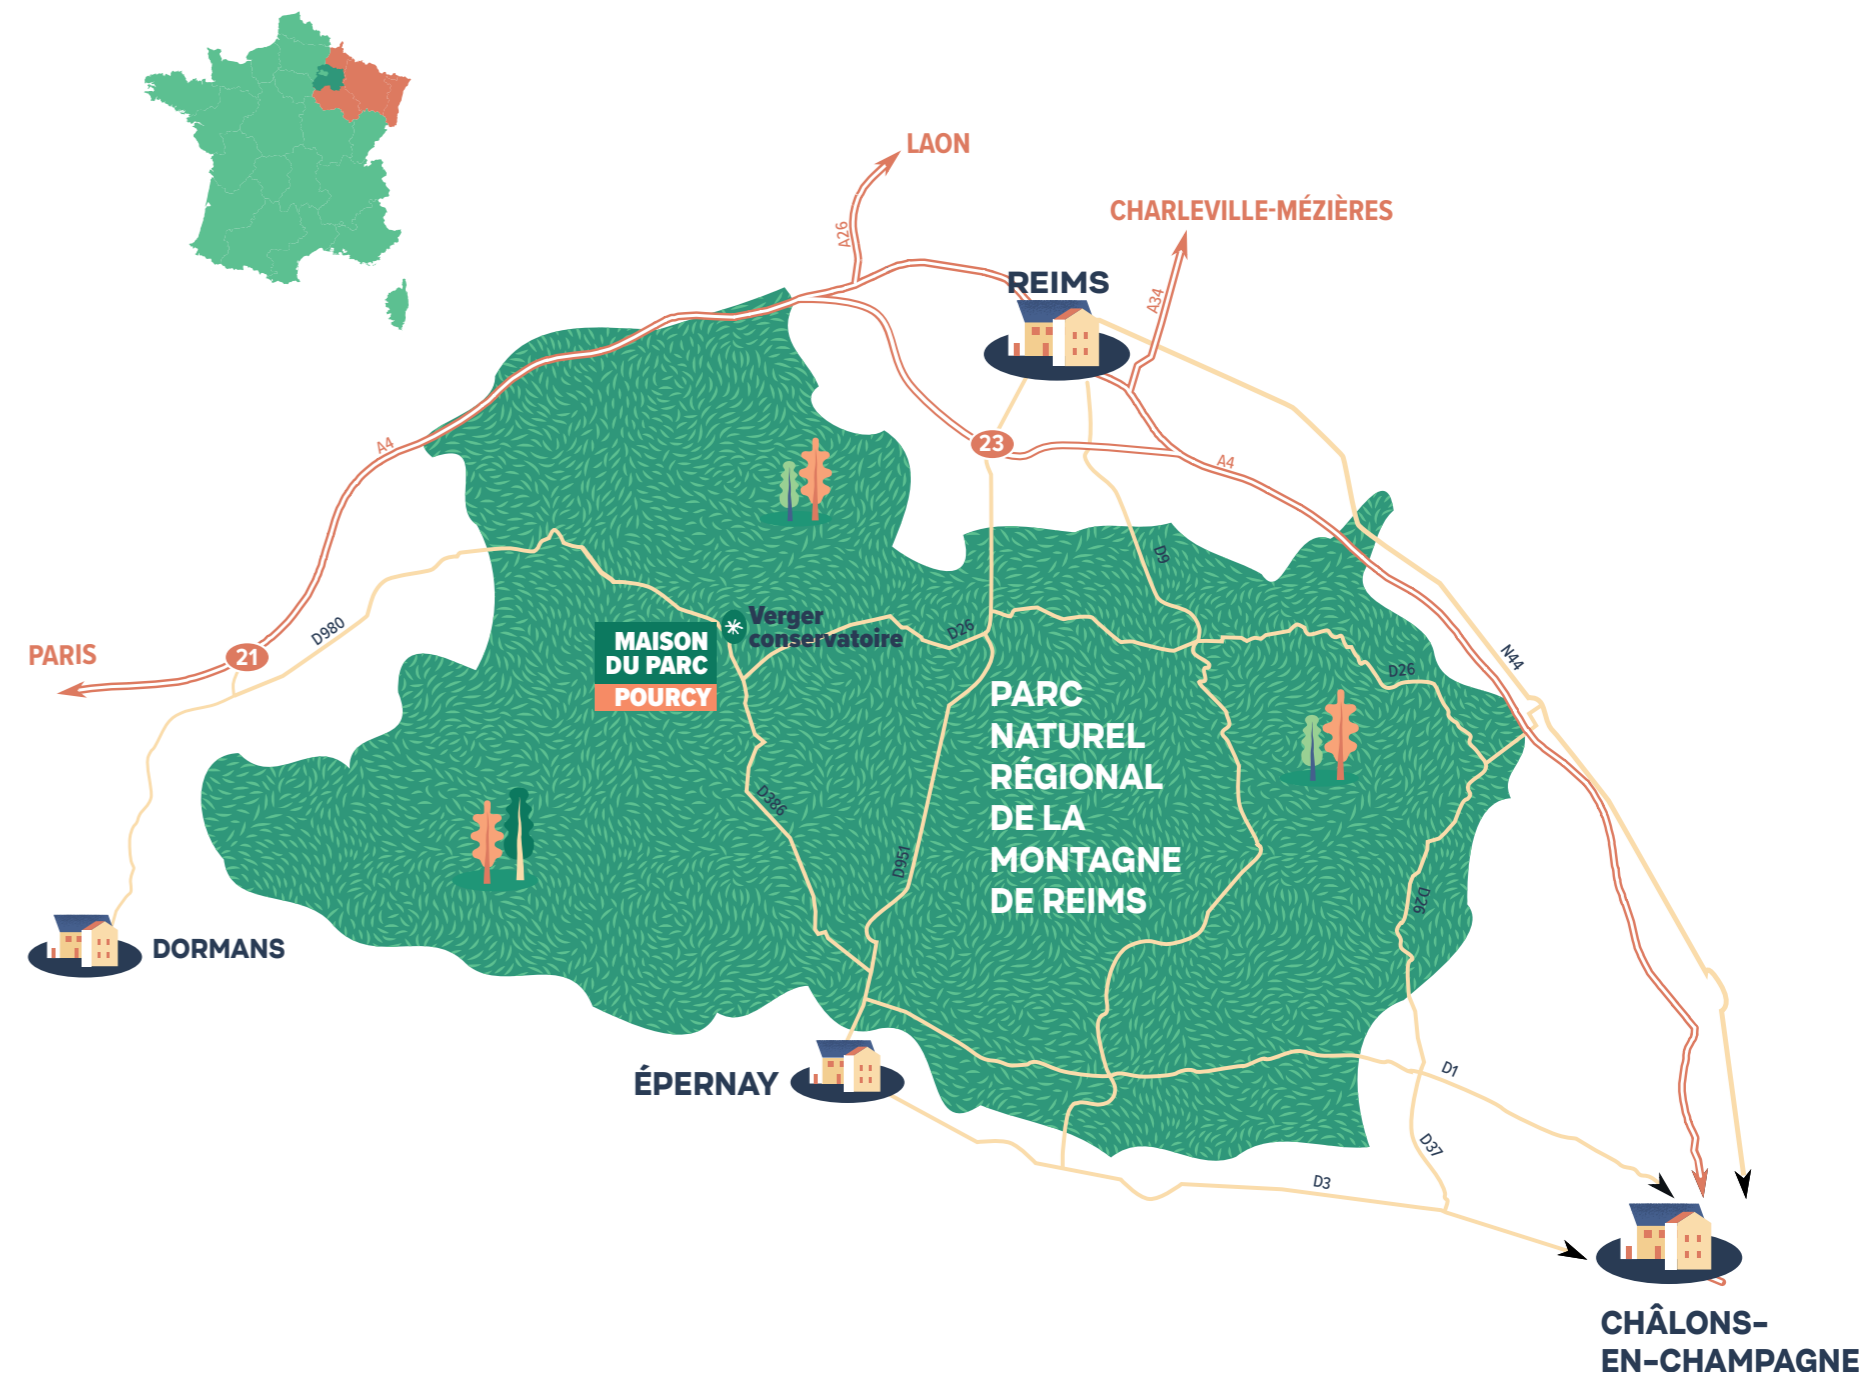 LAON
CHARLEVILLE-MÉZIÈRES
A26
REIMS
A34
23
A4
A4
D9
Verger
conservatoire
D26
D980
MAISON
DU PARC
POURCY
PARIS
21
N44
D26
PARC
NATUREL
RÉGIONAL
DE LA
MONTAGNE
DE REIMS
D386
D951
D26
DORMANS
ÉPERNAY
D1
D37
D3
CHÂLONS-
EN-CHAMPAGNE